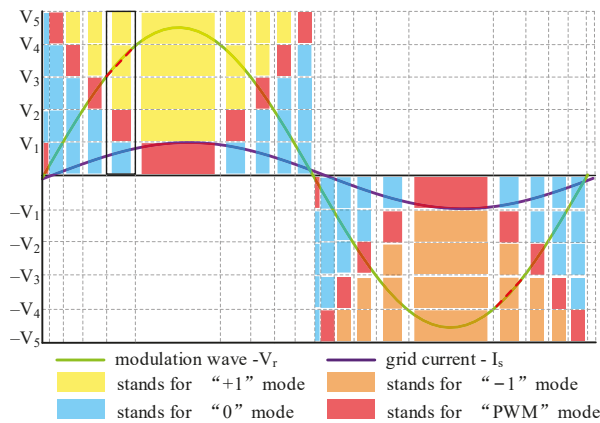 V5
V4
V3
V2
V1
−V1
−V2
−V3
−V4
−V5
modulation wave -Vr
grid current - Is
stands for “+1” mode
stands for “−1” mode
stands for “0” mode
stands for “PWM” mode